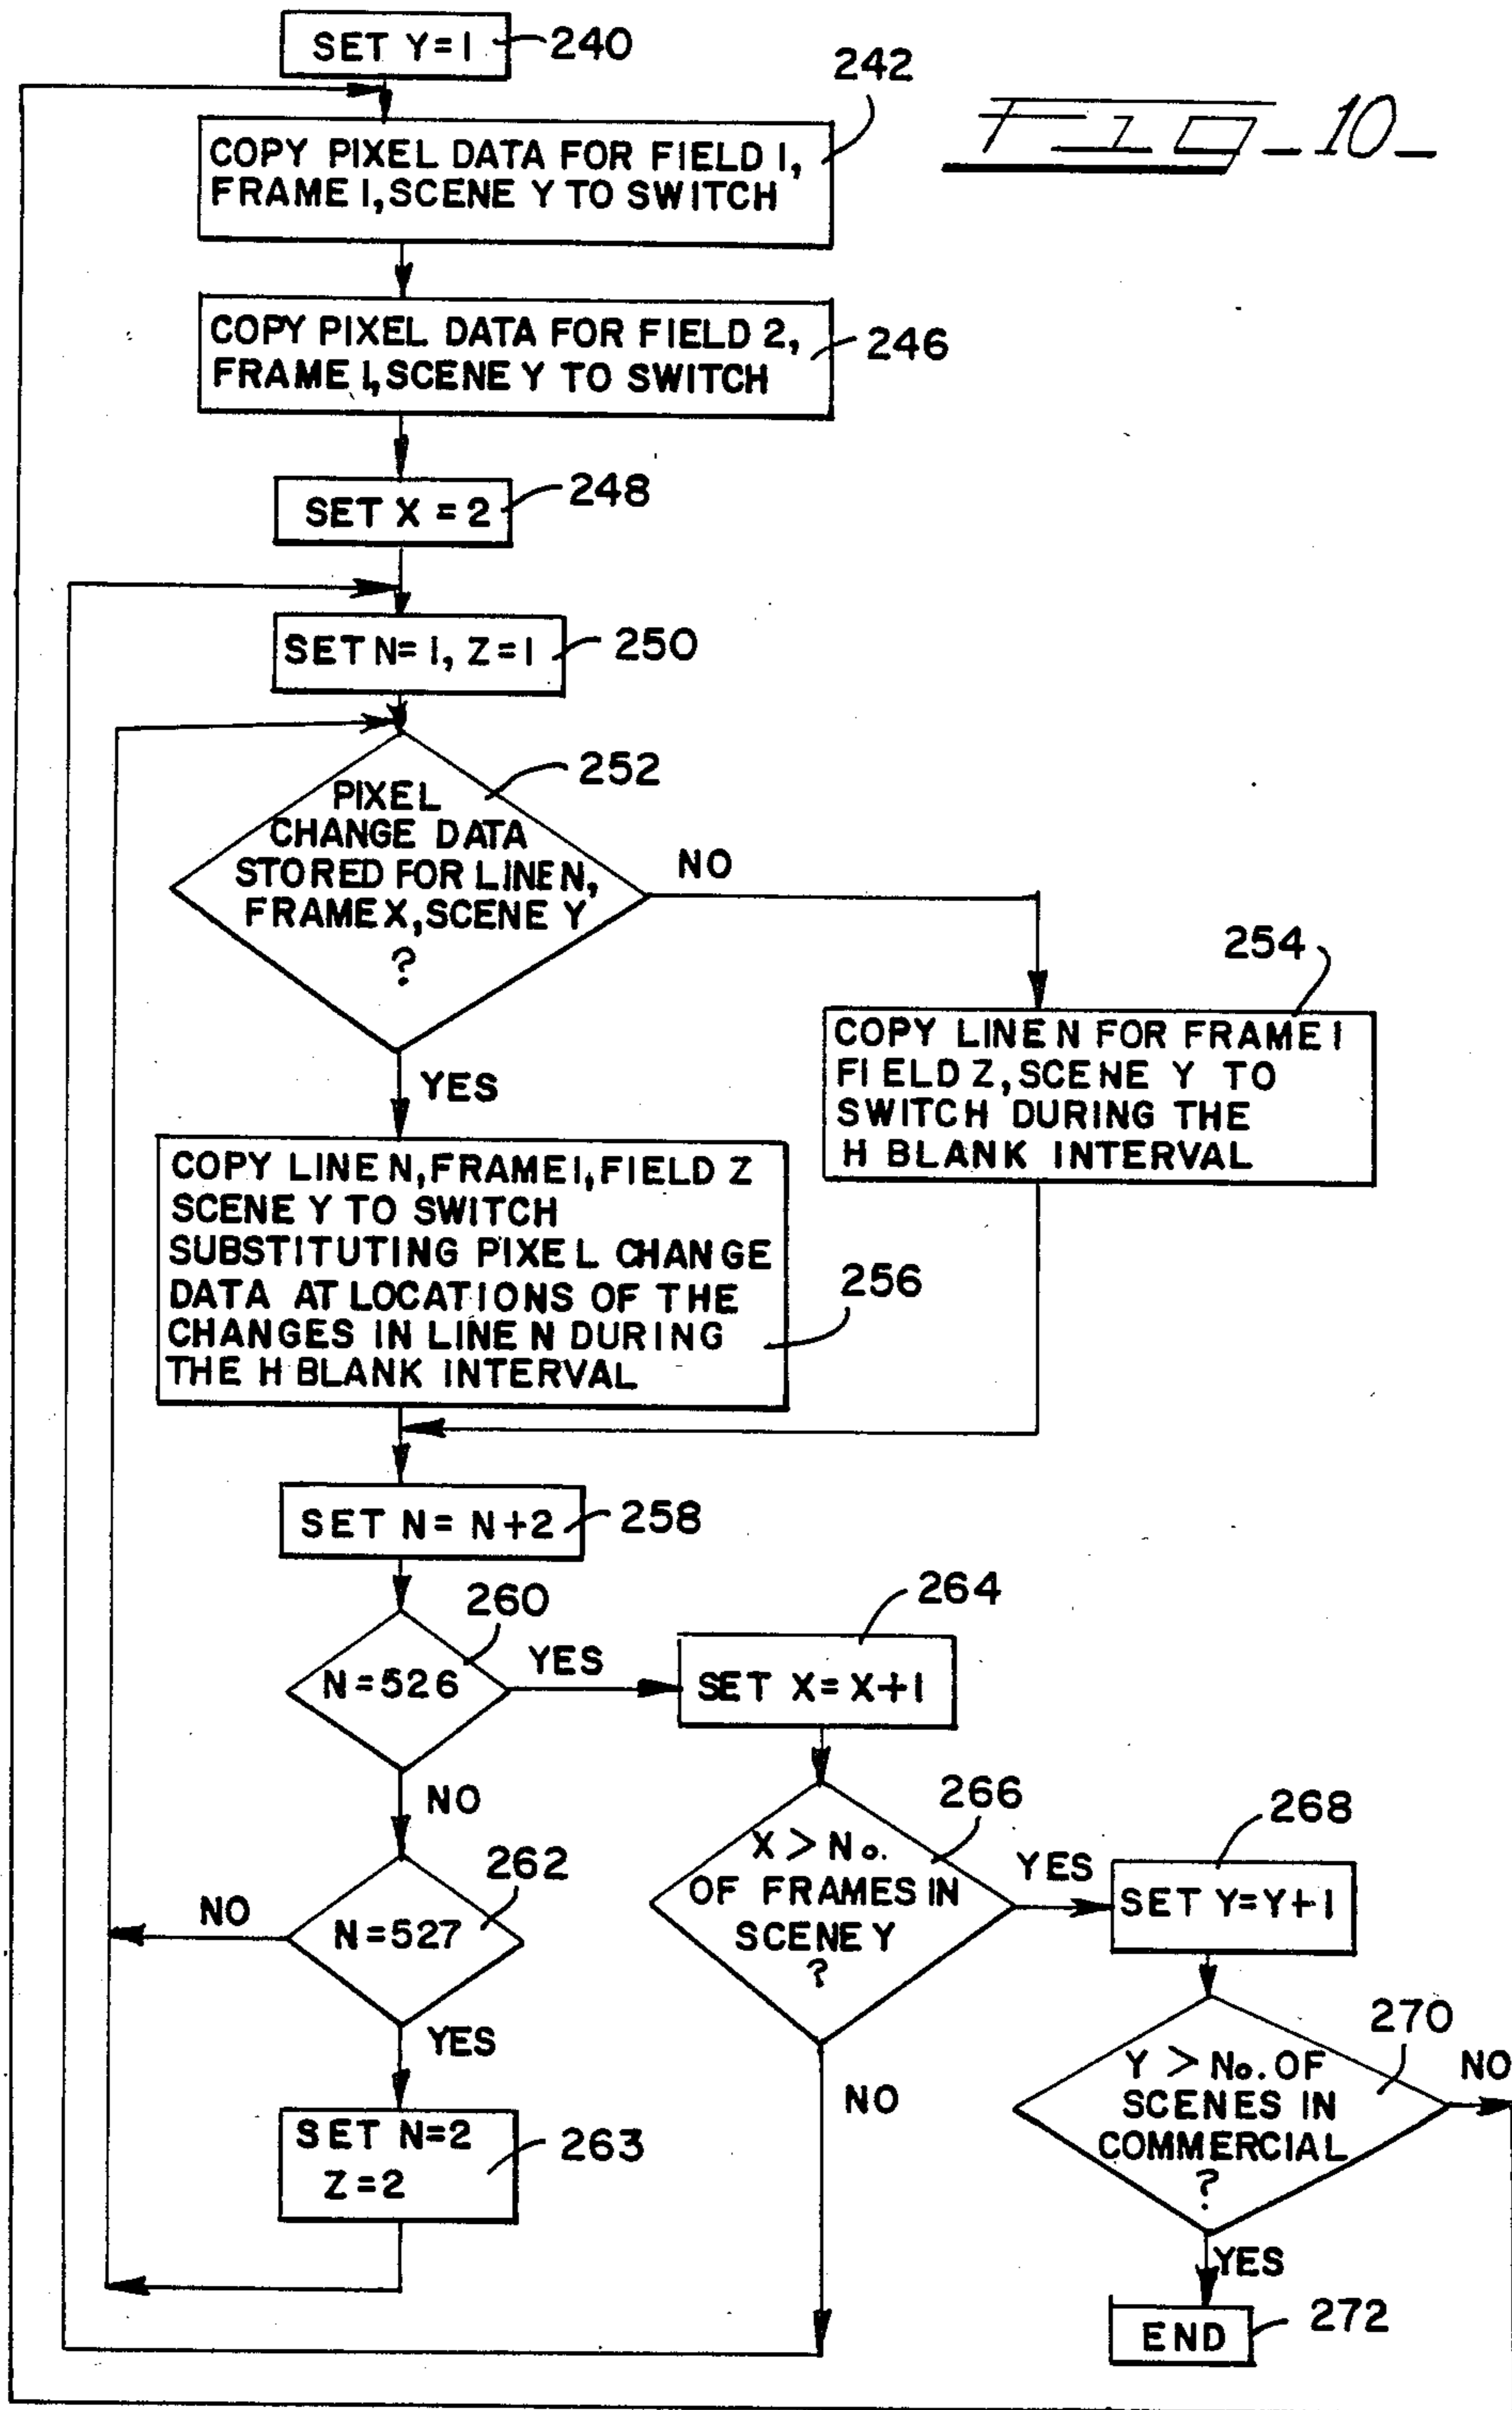 SET Y=1
240
242
FIG-10-
COPY PIXEL DATA FOR FIELD 1,
FRAME 1, SCENE Y TO SWITCH
COPY PIXEL DATA FOR FIELD 2,
FRAME 1, SCENE Y TO SWITCH
246
SET X = 2
248
SET N= 1, Z=1
250
252
PIXEL
CHANGE DATA
STORED FOR LINE N,
FRAME X, SCENE Y
?
NO
YES
254
COPY LINE N FOR FRAME 1
FIELD Z, SCENE Y TO
SWITCH DURING THE
H BLANK INTERVAL
COPY LINE N, FRAME 1, FIELD Z
SCENE Y TO SWITCH
SUBSTITUTING PIXEL CHANGE
DATA AT LOCATIONS OF THE
CHANGES IN LINE N DURING
THE H BLANK INTERVAL
256
SET N= N+2
258
260
N=526
YES
NO
264
SET X=X+1
262
N=527
NO
YES
266
X > No.
OF FRAMES IN
SCENE Y
?
YES
NO
268
SET Y=Y+1
270
Y > No. OF
SCENES IN
COMMERCIAL
?
NO
YES
SET N=2
Z=2
263
END
272